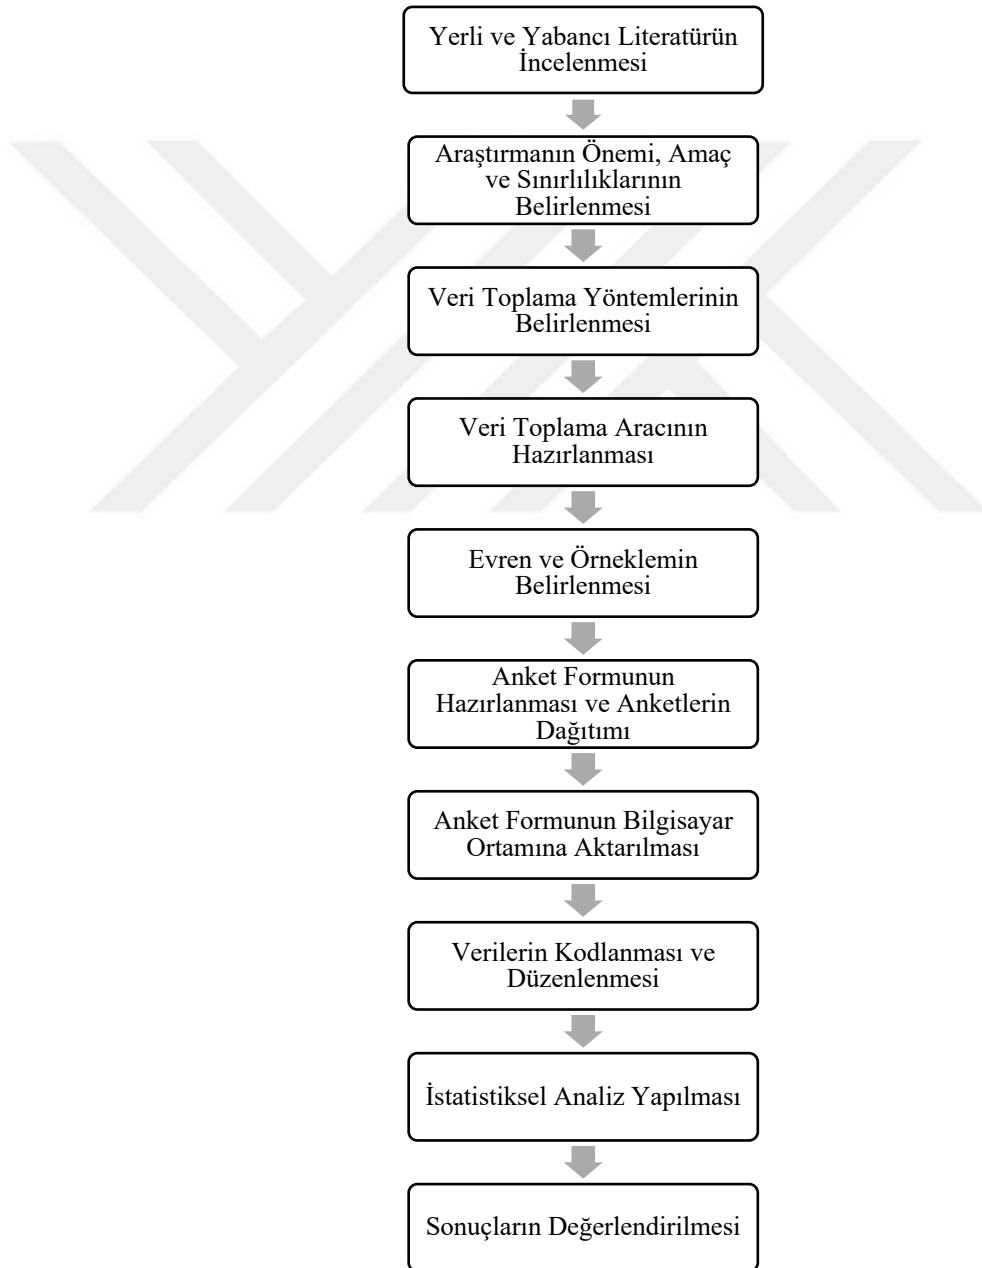 Yerli ve Yabancı Literatürün
İncelenmesi
Araştırmanın Önemi, Amaç
ve Sınırlılıklarının
Belirlenmesi
Veri Toplama Yöntemlerinin
Belirlenmesi
Veri Toplama Aracının
Hazırlanması
Evren ve Örneklemin
Belirlenmesi
Anket Formunun
Hazırlanması ve Anketlerin
Dağıtımı
Anket Formunun Bilgisayar
Ortamına Aktarılması
Verilerin Kodlanması ve
Düzenlenmesi
İstatistiksel Analiz Yapılması
Sonuçların Değerlendirilmesi